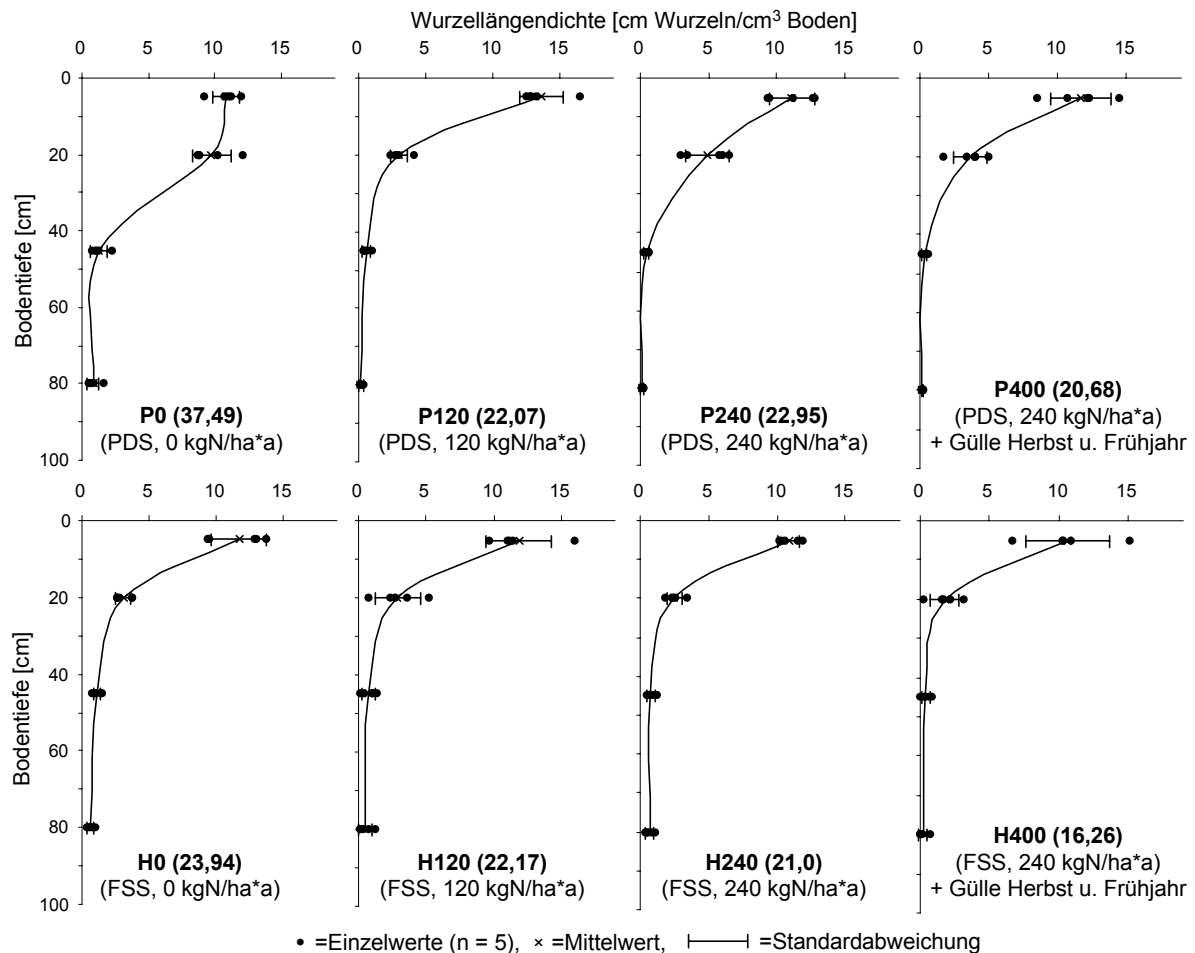 Wurzellängendichte [cm Wurzeln/cm³ Boden]
0 5 10 15 0 5 10 15 0 5 10 15 0 5 10 15
0
20
40
60
80
100
Bodentiefe [cm]
P0 (37,49)
(PDS, 0 kgN/ha*a)
P120 (22,07)
(PDS, 120 kgN/ha*a)
P240 (22,95)
(PDS, 240 kgN/ha*a)
P400 (20,68)
(PDS, 240 kgN/ha*a)
+ Gülle Herbst u. Frühjahr
0 5 10 15 0 5 10 15 0 5 10 15 0 5 10 15
0
20
40
60
80
100
Bodentiefe [cm]
H0 (23,94)
(FSS, 0 kgN/ha*a)
H120 (22,17)
(FSS, 120 kgN/ha*a)
H240 (21,0)
(FSS, 240 kgN/ha*a)
H400 (16,26)
(FSS, 240 kgN/ha*a)
+ Gülle Herbst u. Frühjahr
• =Einzelwerte (n = 5), × =Mittelwert, =Standardabweichung